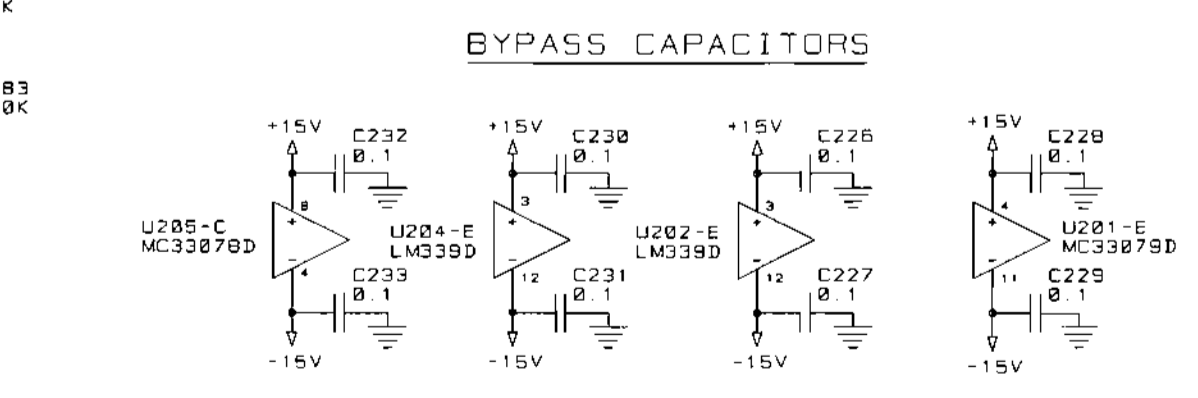 K
83
0K
BYPASS CAPACITORS
+15V
C232
0.1
8
+
U205-C
MC33078D
-
4
C233
0.1
-15V
+15V
C230
0.1
3
+
U204-E
LM339D
-
12
C231
0.1
-15V
+15V
C226
0.1
3
+
U202-E
LM339D
-
12
C227
0.1
-15V
+15V
C228
0.1
4
+
U201-E
MC33079D
-
11
C229
0.1
-15V